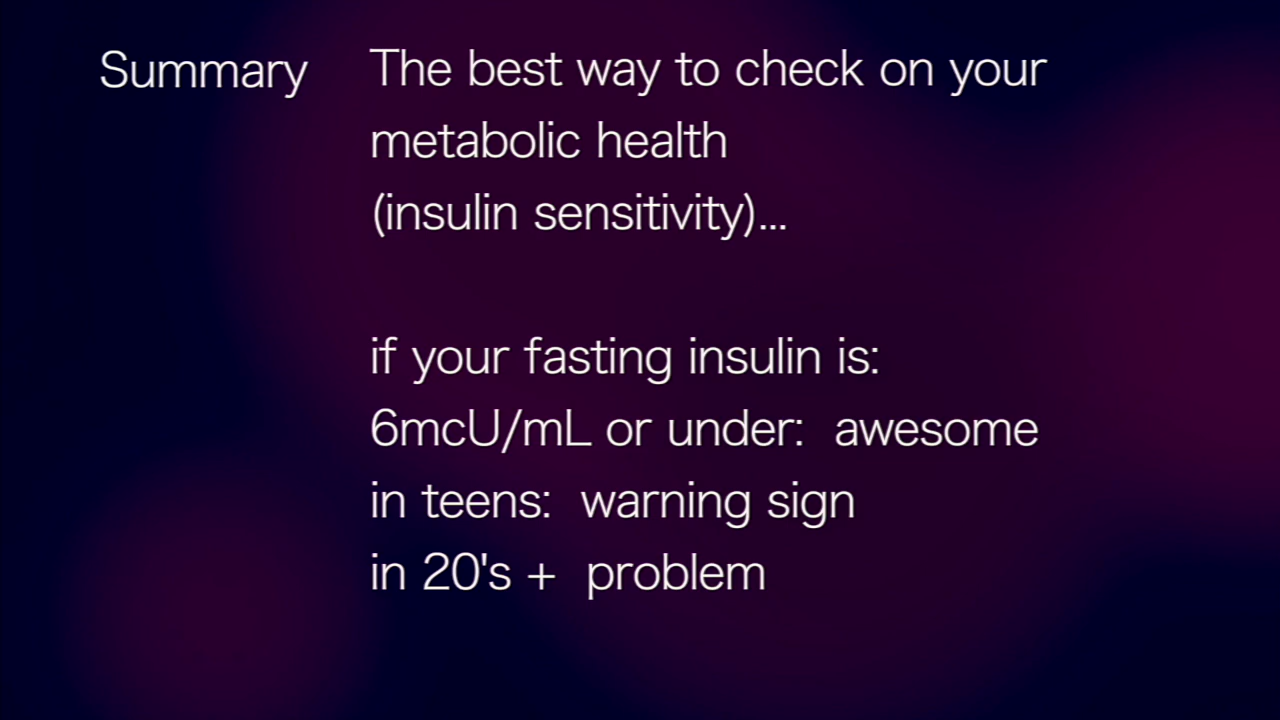 Summary
The best way to check on your
metabolic health
(insulin sensitivity)...
if your fasting insulin is:
6mcU/mL or under:  awesome
in teens:  warning sign
in 20's +  problem